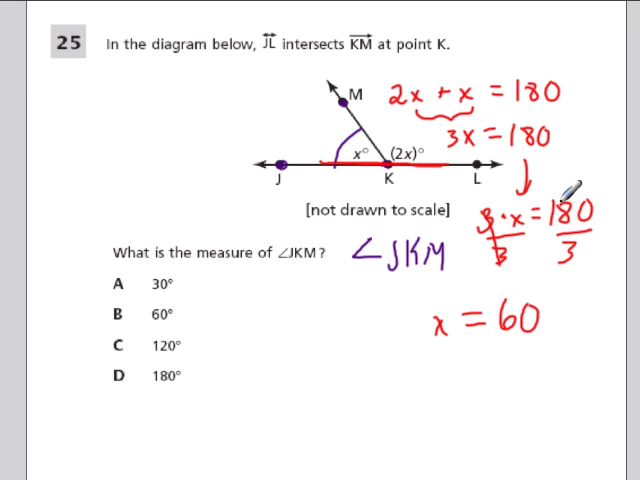 25 In the diagram below, JL intersects KM at point K.
M
2x + x = 180
3x = 180
x° (2x)°
J K L
[not drawn to scale]
3 · x = 180
3 3
What is the measure of ∠JKM?
∠JKM
A 30°
B 60°
C 120°
D 180°
x = 60